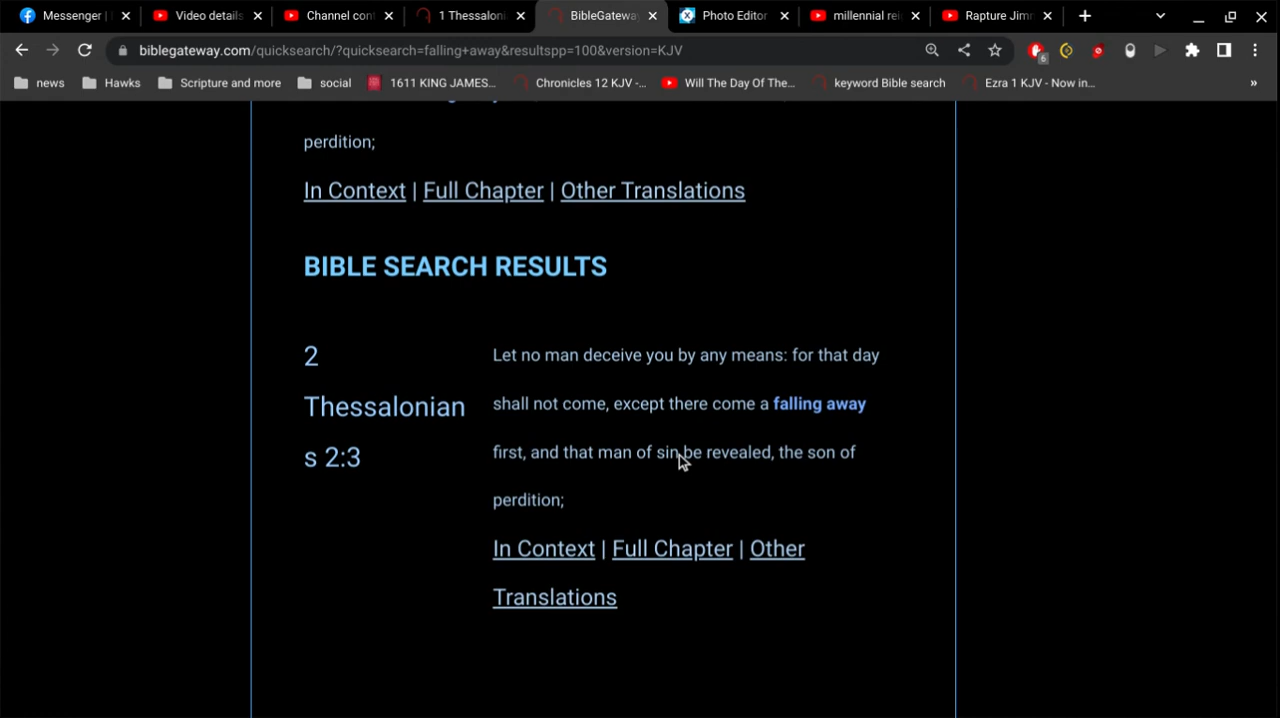 Messenger |
Video details
Channel con
1 Thessaloni
BibleGateway
Photo Editor
millennial rei
Rapture Jimn
biblegateway.com/quicksearch/?quicksearch=falling+away&resultspp=100&version=KJV
6
news
Hawks
Scripture and more
social
1611 KING JAMES...
Chronicles 12 KJV -...
Will The Day Of The...
keyword Bible search
Ezra 1 KJV - Now in...
»
perdition;
In Context | Full Chapter | Other Translations
BIBLE SEARCH RESULTS
2
Thessalonian
s 2:3
Let no man deceive you by any means: for that day
shall not come, except there come a falling away
first, and that man of sin be revealed, the son of
perdition;
In Context | Full Chapter | Other
Translations